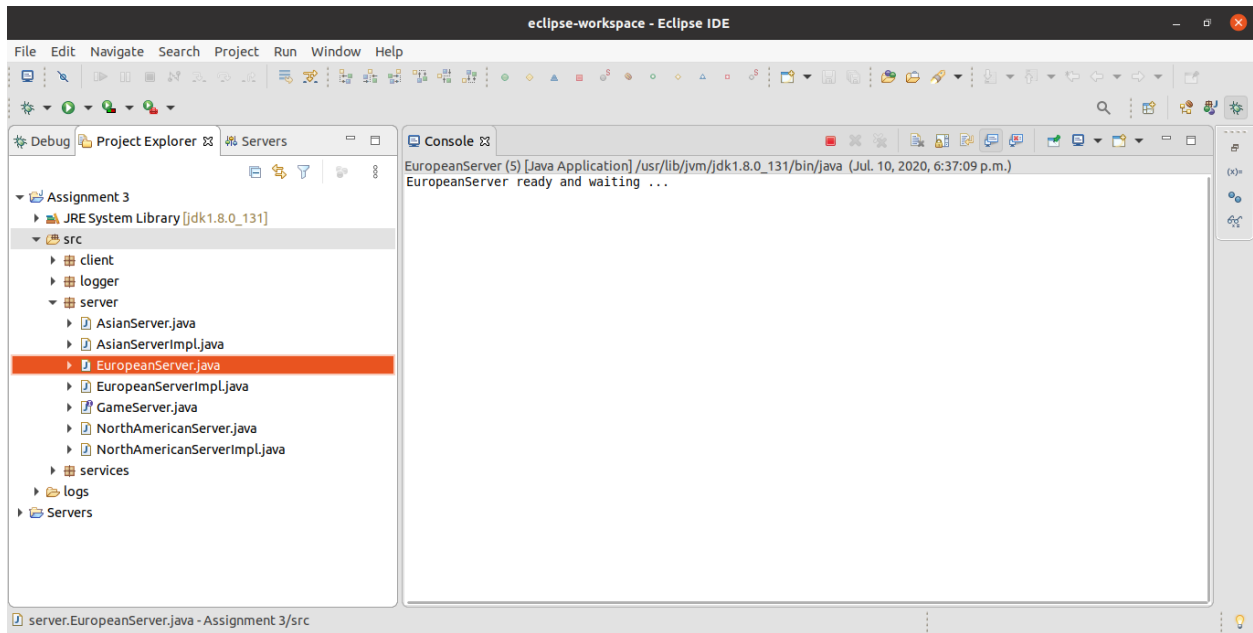 eclipse-workspace - Eclipse IDE
File Edit Navigate Search Project Run Window Help
Debug Project Explorer Servers
Console
EuropeanServer (5) [Java Application] /usr/lib/jvm/jdk1.8.0_131/bin/java (Jul. 10, 2020, 6:37:09 p.m.)
EuropeanServer ready and waiting ...
Assignment 3
JRE System Library [jdk1.8.0_131]
src
client
logger
server
AsianServer.java
AsianServerImpl.java
EuropeanServer.java
EuropeanServerImpl.java
GameServer.java
NorthAmericanServer.java
NorthAmericanServerImpl.java
services
logs
Servers
server.EuropeanServer.java - Assignment 3/src